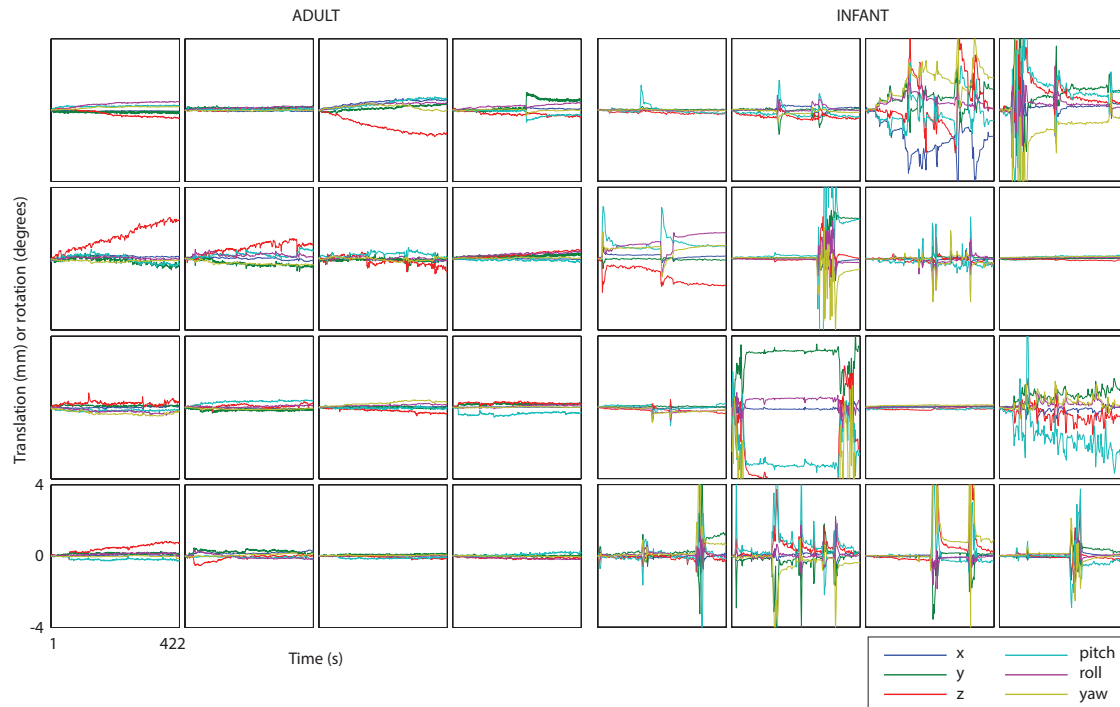 ADULT
INFANT
Translation (mm) or rotation (degrees)
4
0
-4
1
422
Time (s)
x
y
z
pitch
roll
yaw